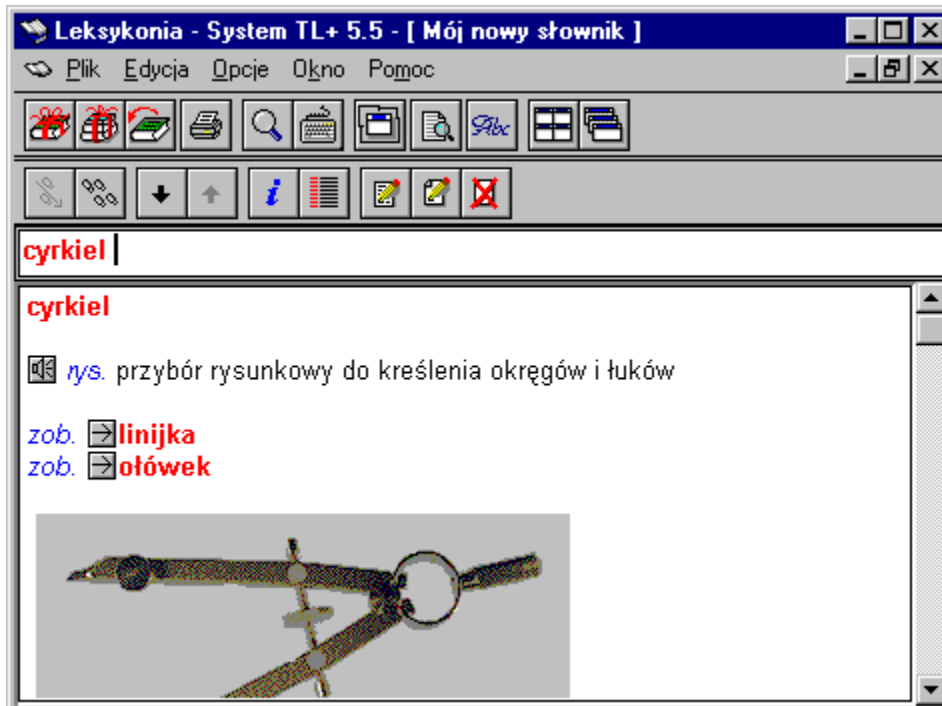 Leksykonia - System TL+ 5.5 - [ Mój nowy słownik ]
Plik Edycja Opcje Okno Pomoc
Abc
i
cyrkiel
cyrkiel
rys. przybór rysunkowy do kreślenia okręgów i łuków
zob. linijka
zob. ołówek